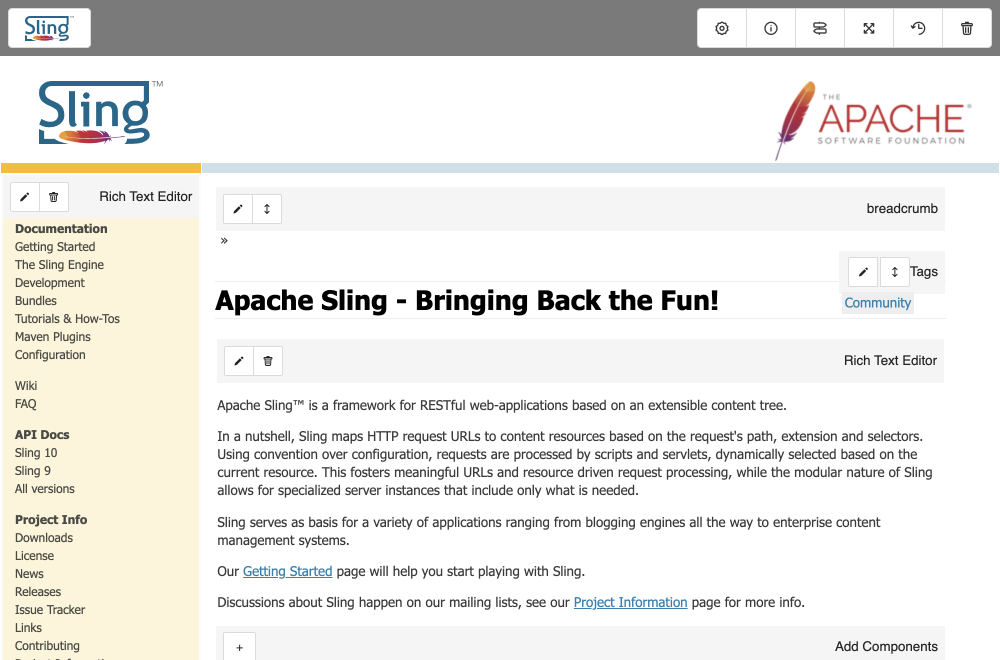 Sling
Sling™
THE
APACHE®
SOFTWARE FOUNDATION
Rich Text Editor
Documentation
Getting Started
The Sling Engine
Development
Bundles
Tutorials & How-Tos
Maven Plugins
Configuration
Wiki
FAQ
API Docs
Sling 10
Sling 9
All versions
Project Info
Downloads
License
News
Releases
Issue Tracker
Links
Contributing
breadcrumb
»
Tags
Community
Apache Sling - Bringing Back the Fun!
Rich Text Editor
Apache Sling™ is a framework for RESTful web-applications based on an extensible content tree.
In a nutshell, Sling maps HTTP request URLs to content resources based on the request's path, extension and selectors.
Using convention over configuration, requests are processed by scripts and servlets, dynamically selected based on the
current resource. This fosters meaningful URLs and resource driven request processing, while the modular nature of Sling
allows for specialized server instances that include only what is needed.
Sling serves as basis for a variety of applications ranging from blogging engines all the way to enterprise content
management systems.
Our Getting Started page will help you start playing with Sling.
Discussions about Sling happen on our mailing lists, see our Project Information page for more info.
+ Add Components